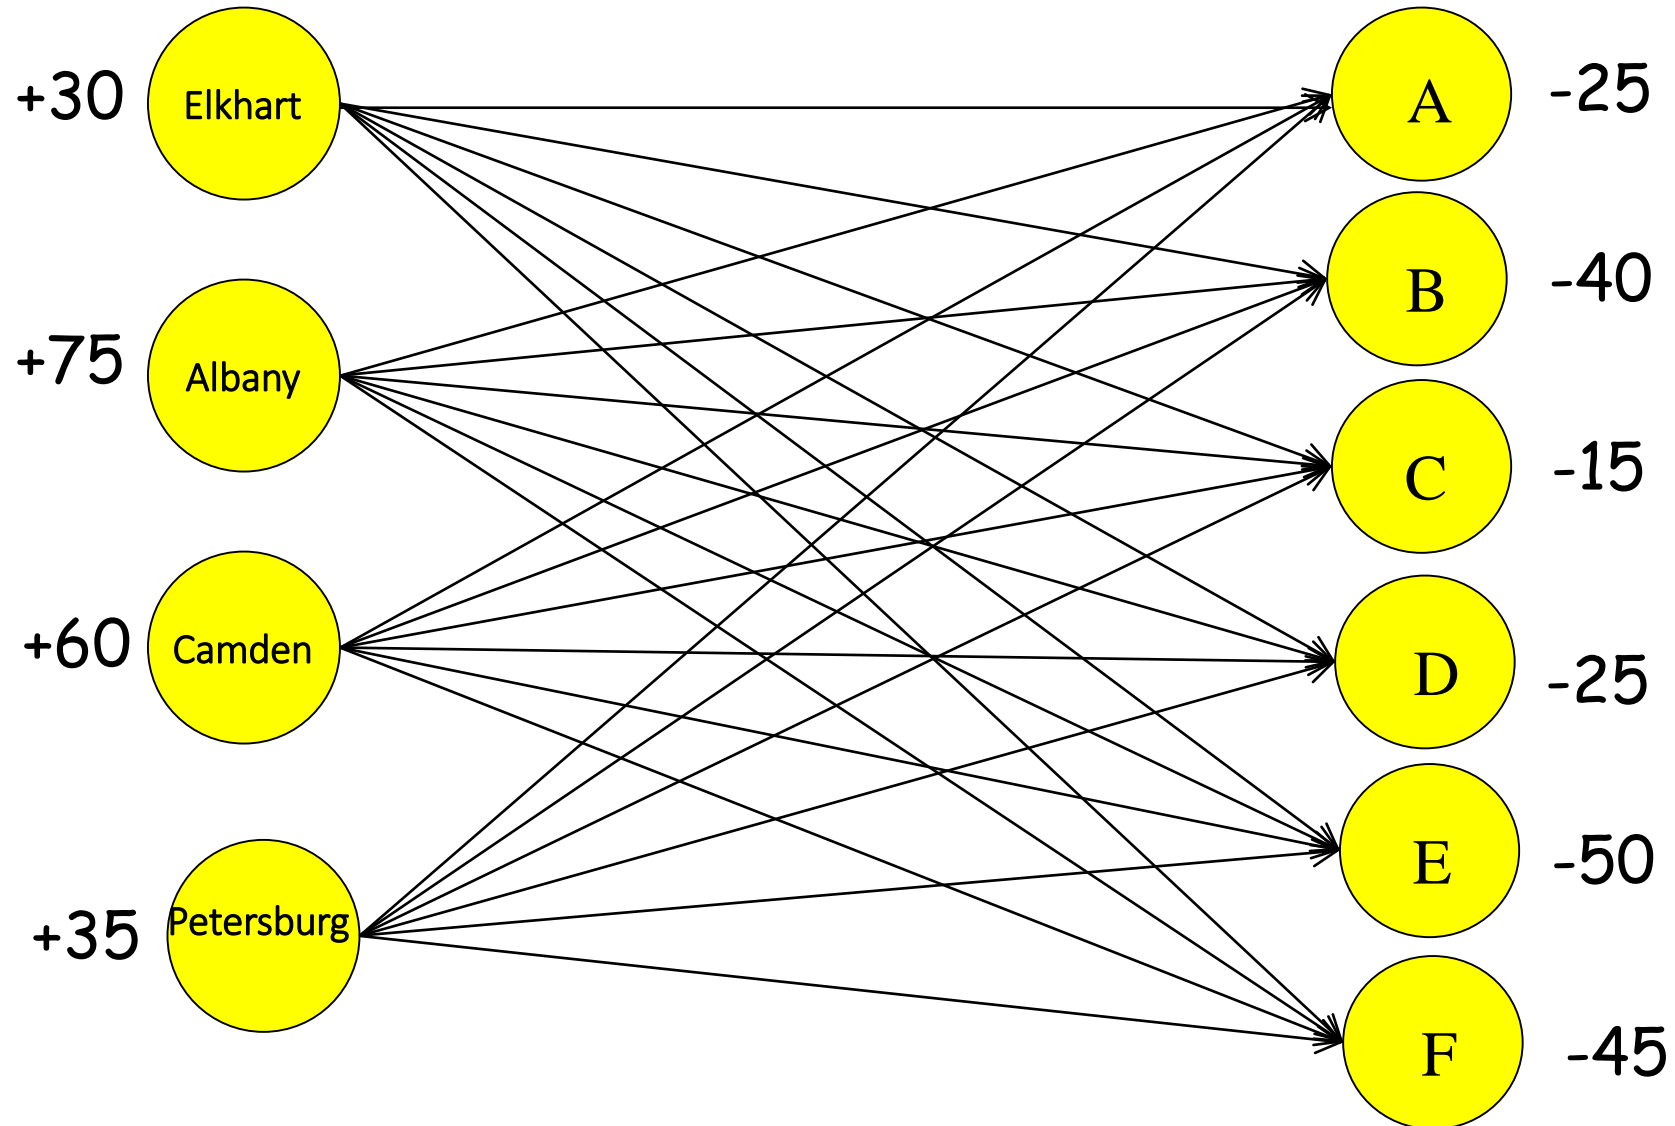 +30 Elkhart A -25
B -40
+75 Albany
C -15
+60 Camden D -25
E -50
+35 Petersburg
F -45